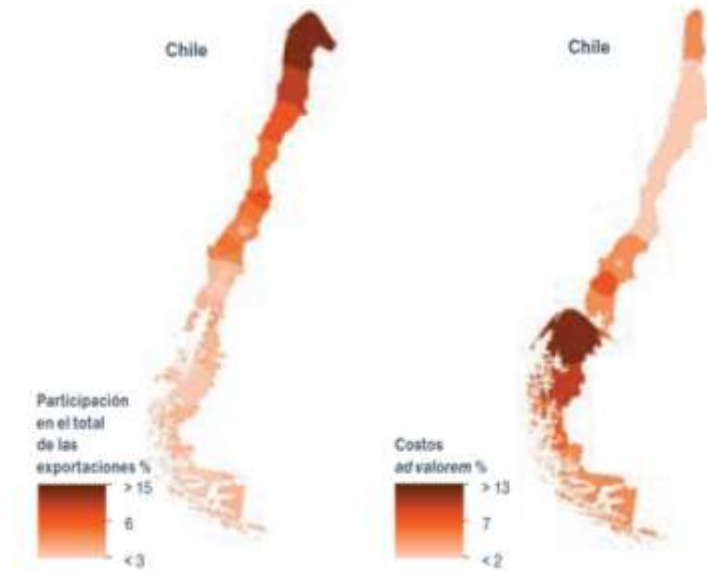 Chile
Participación
en el total
de las
exportaciones %
> 15
6
< 3
Chile
Costos
ad valorem %
> 13
7
< 2